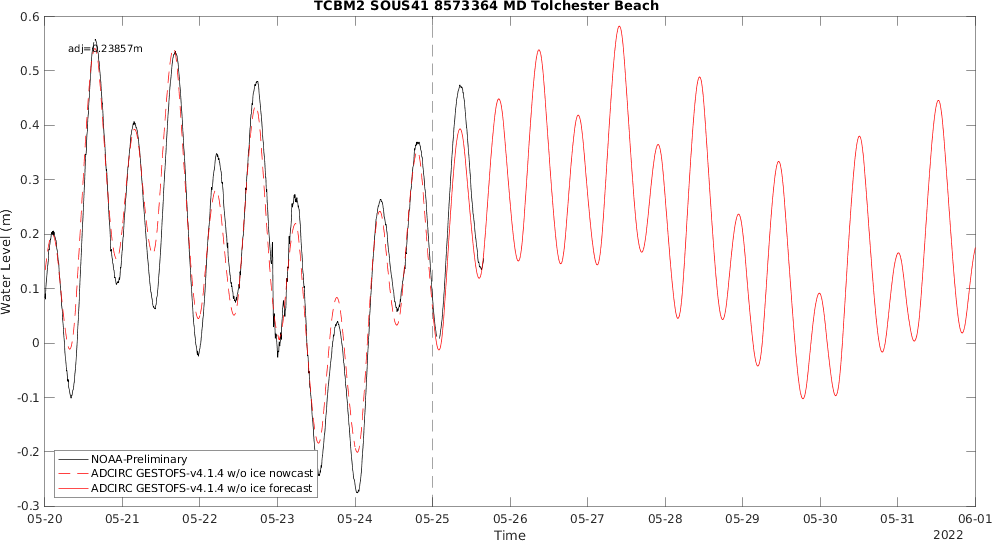 TCBM2 SOUS41 8573364 MD Tolchester Beach
adj=0.23857m
0.6
0.5
0.4
0.3
0.2
0.1
0
-0.1
-0.2
-0.3
Water Level (m)
NOAA-Preliminary
ADCIRC GESTOFS-v4.1.4 w/o ice nowcast
ADCIRC GESTOFS-v4.1.4 w/o ice forecast
05-20 05-21 05-22 05-23 05-24 05-25 05-26 05-27 05-28 05-29 05-30 05-31 06-01
Time
2022